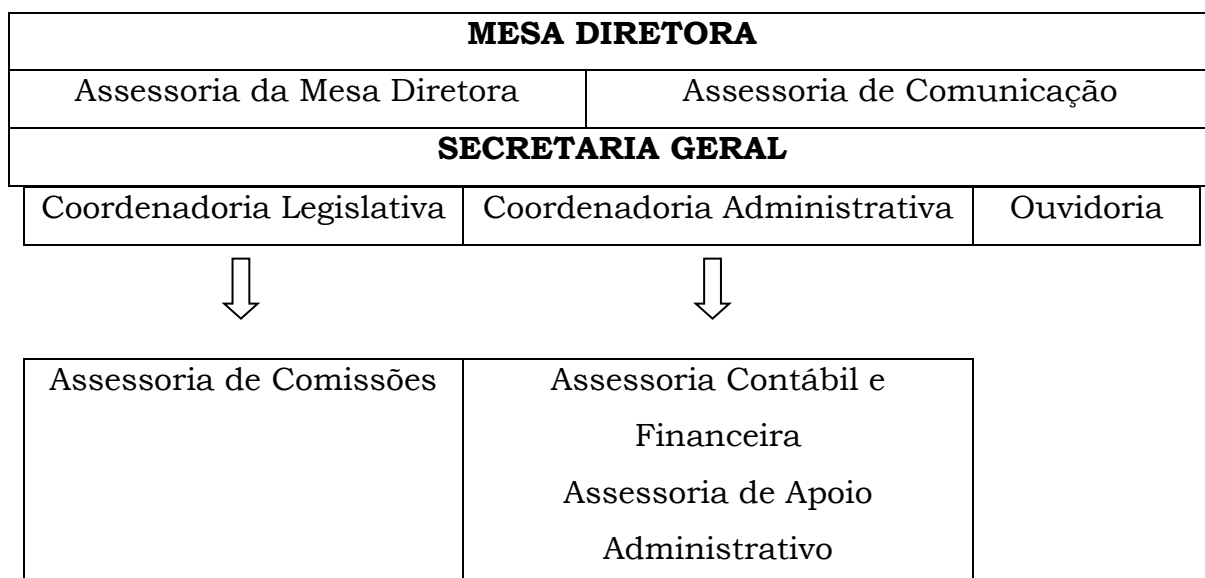 MESA DIRETORA
Assessoria da Mesa Diretora
Assessoria de Comunicação
SECRETARIA GERAL
Coordenadoria Legislativa
Coordenadoria Administrativa
Ouvidoria
Assessoria de Comissões
Assessoria Contábil e
Financeira
Assessoria de Apoio
Administrativo